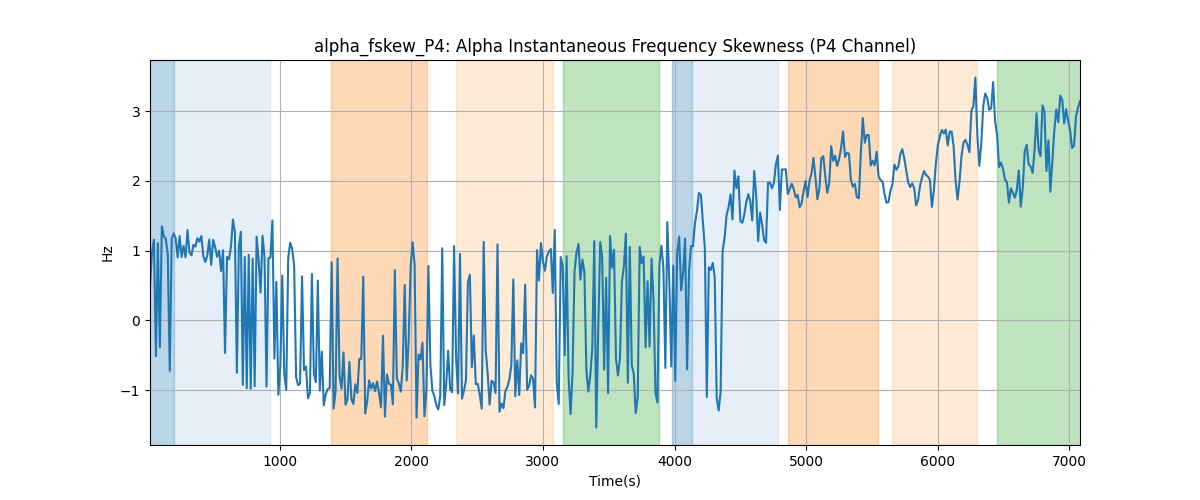 alpha_fskew_P4: Alpha Instantaneous Frequency Skewness (P4 Channel)
3
2
1
0
−1
Hz
1000 2000 3000 4000 5000 6000 7000
Time(s)